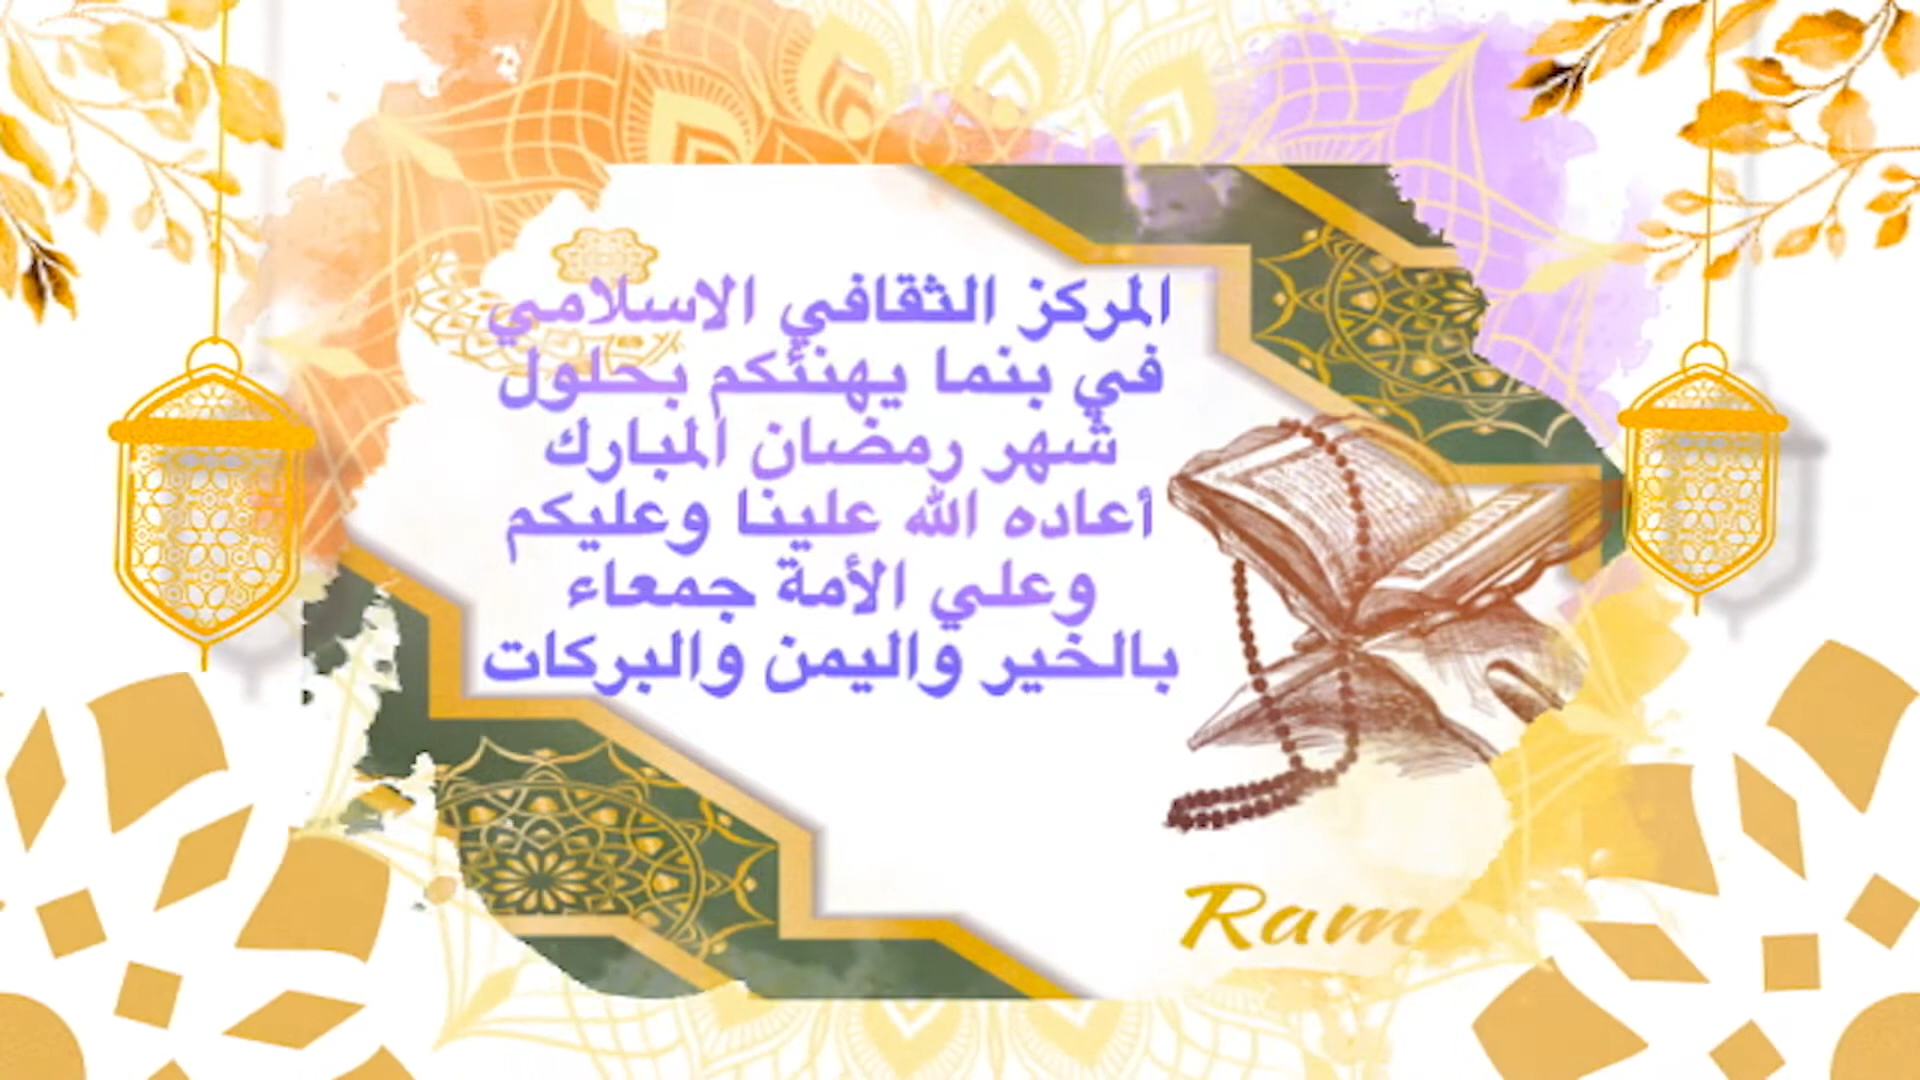 المركز الثقافي الاسلامي
في بنما يهنئكم بحلول
شهر رمضان المبارك
أعاده الله علينا وعليكم
وعلي الأمة جمعاء
بالخير واليمن والبركات
Ram